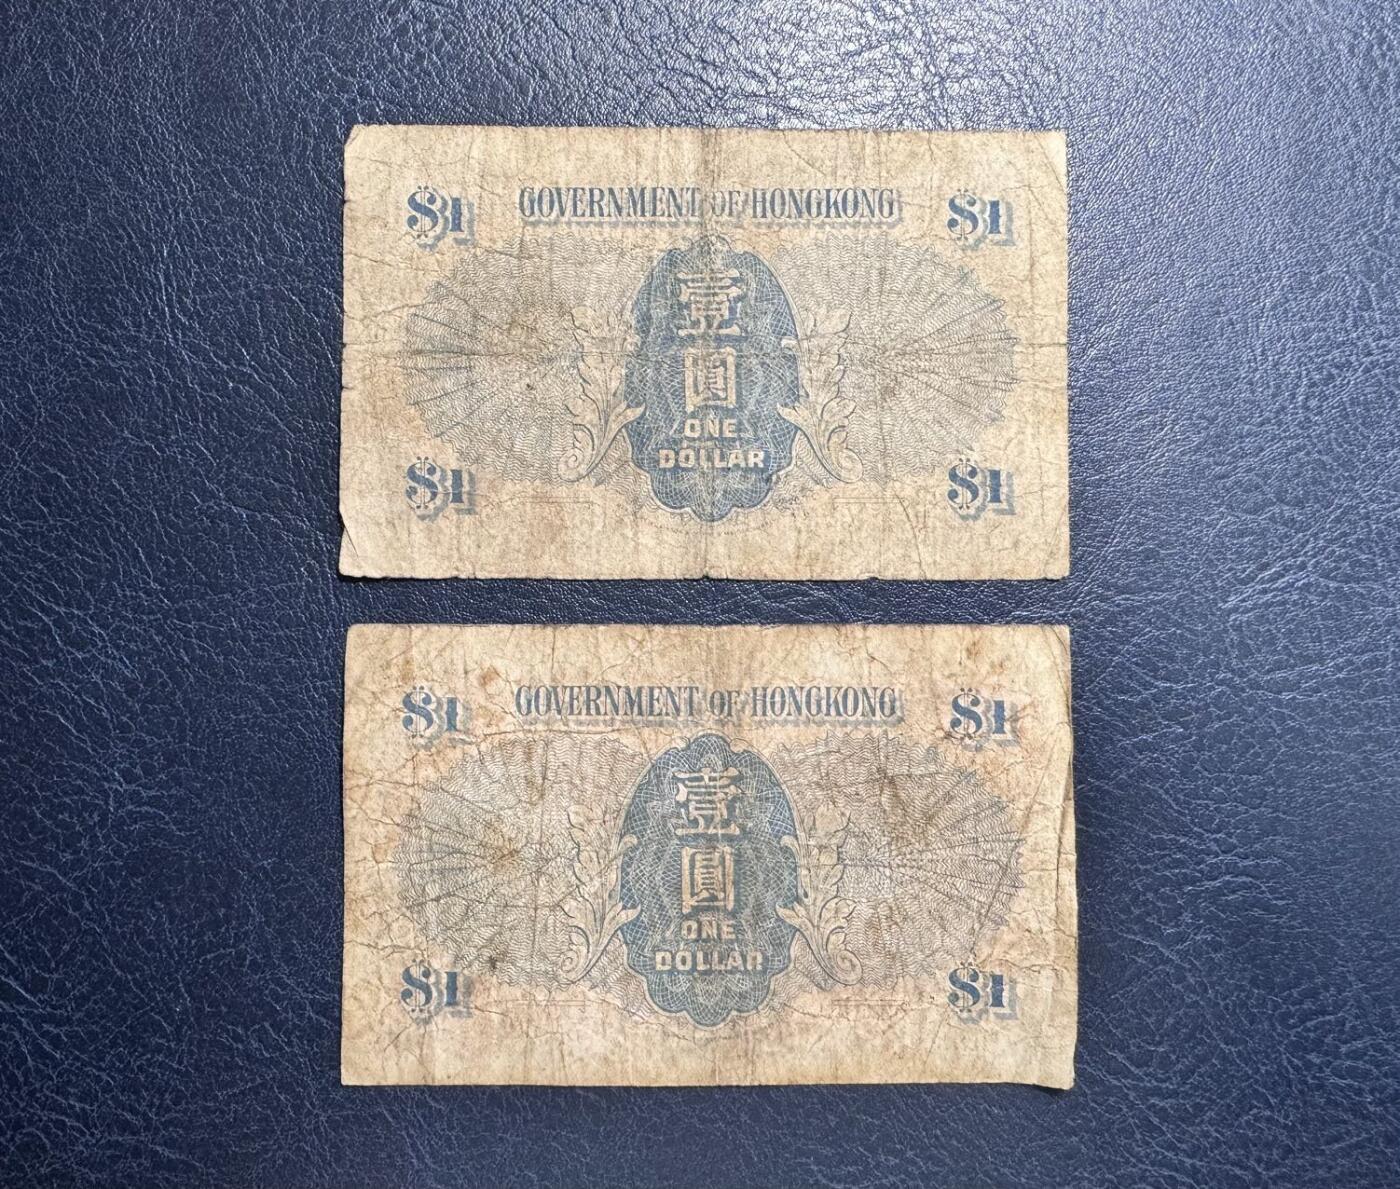 $1 GOVERNMENT OF HONGKONG $1
壹
圓
ONE
DOLLAR
$1 $1
$1 GOVERNMENT OF HONGKONG $1
壹
圓
ONE
DOLLAR
$1 $1